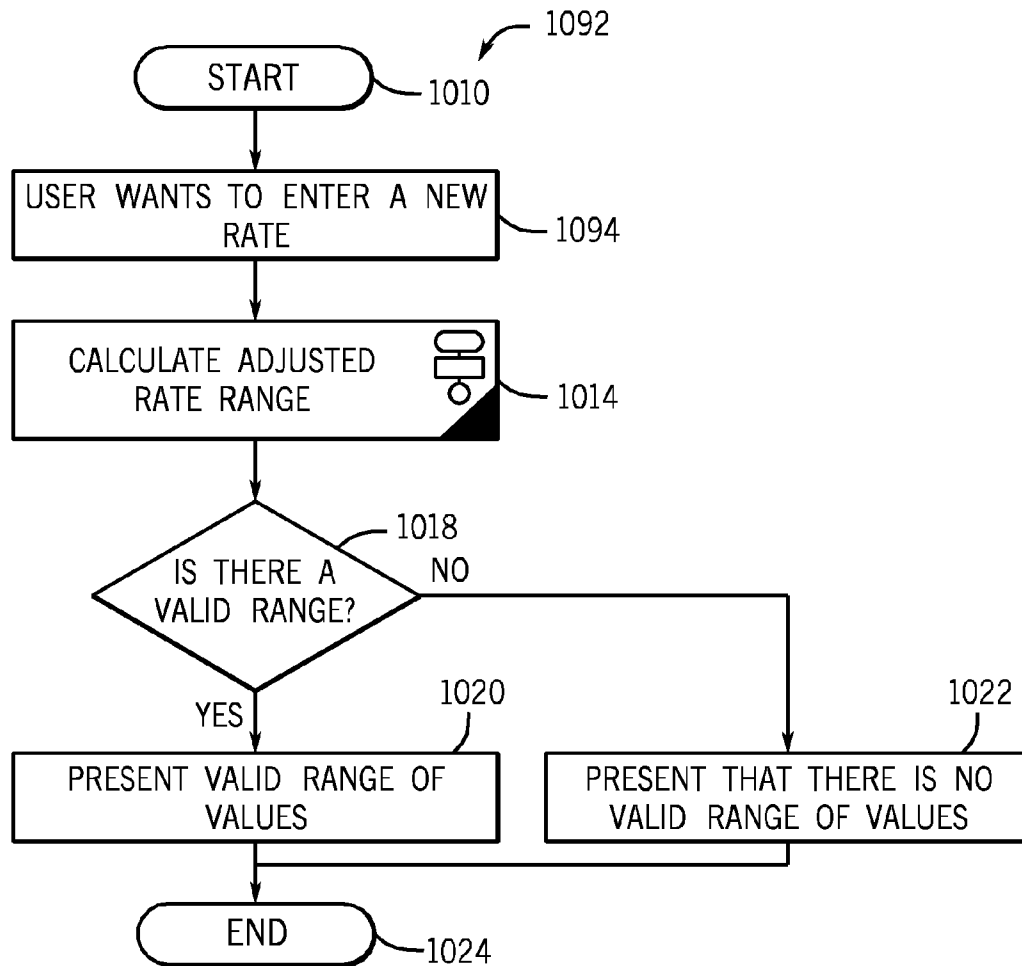 1092
START
1010
USER WANTS TO ENTER A NEW
RATE
1094
CALCULATE ADJUSTED
RATE RANGE
1014
1018
IS THERE A
VALID RANGE?
NO
YES
1020
1022
PRESENT VALID RANGE OF
VALUES
PRESENT THAT THERE IS NO
VALID RANGE OF VALUES
END
1024